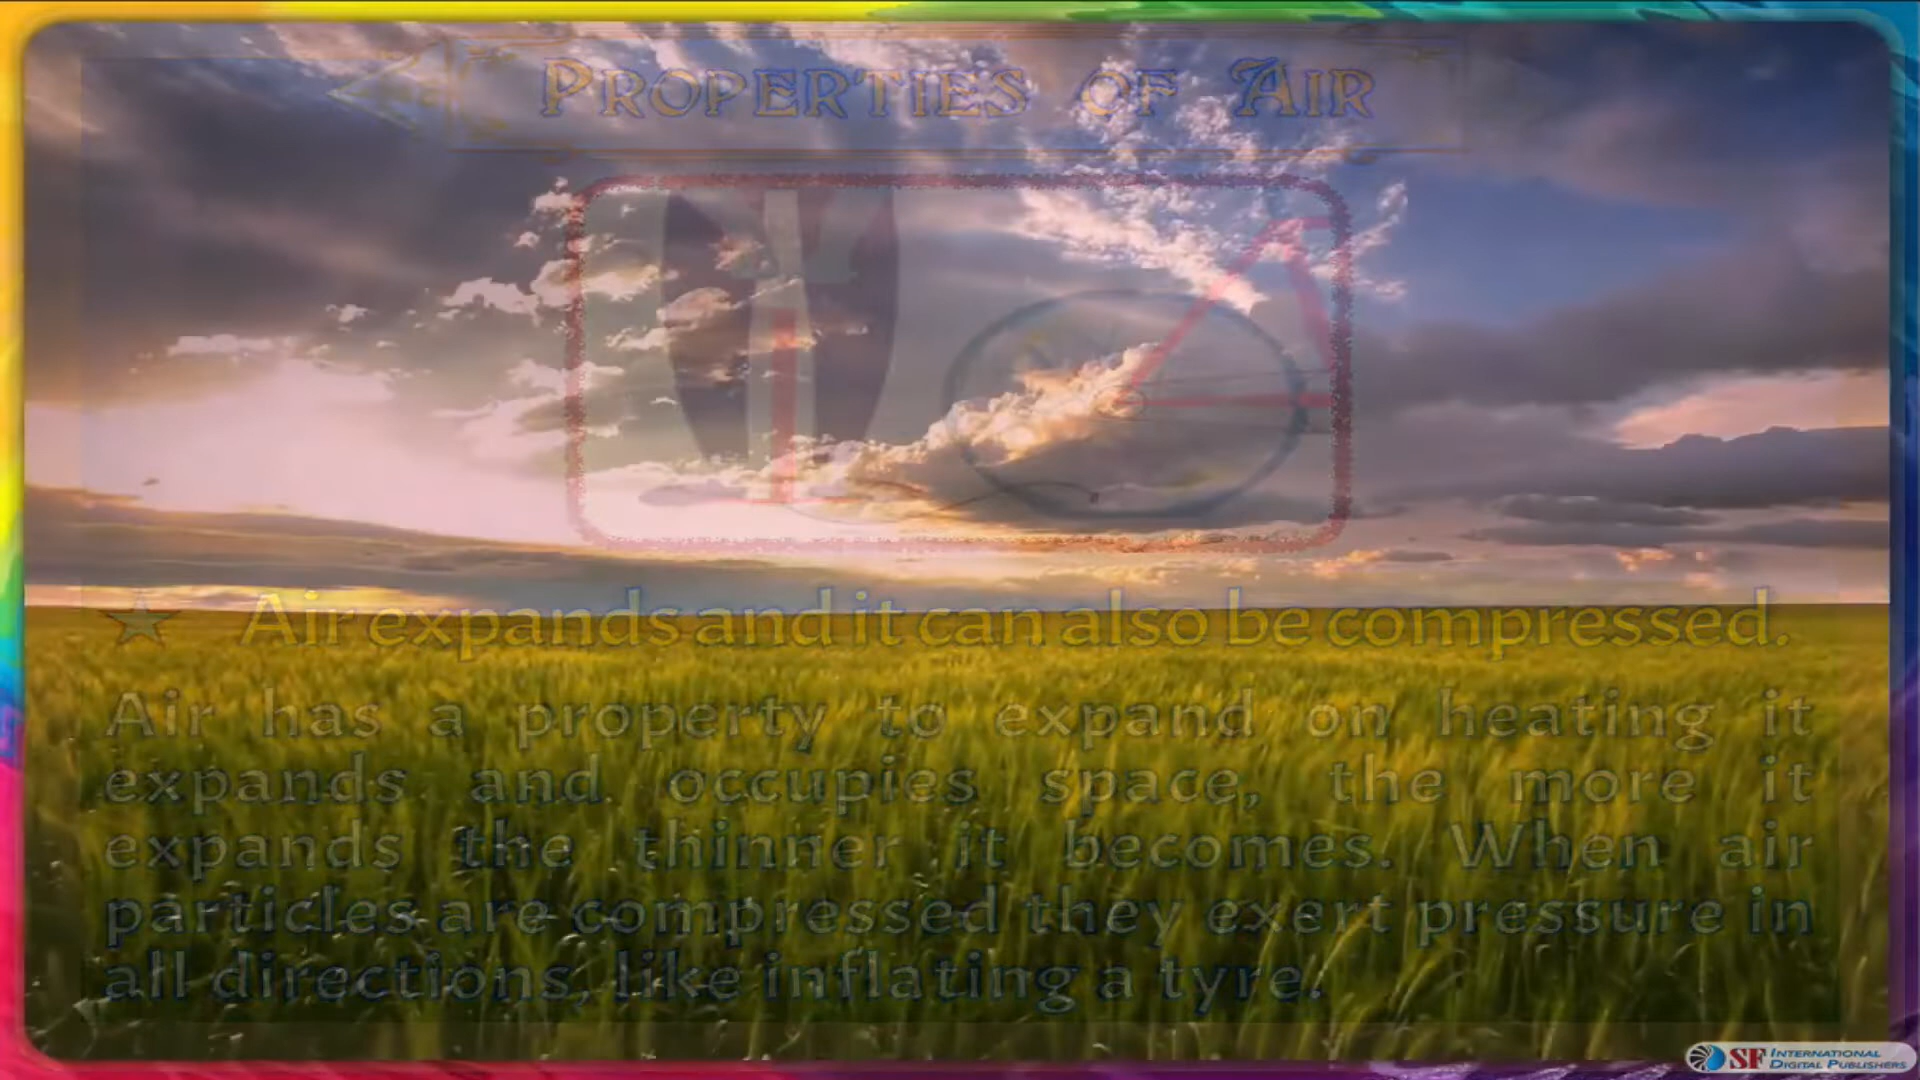 Properties of Air
Air expands and it can also be compressed.
Air has a property to expand on heating it
expands and occupies space, the more it
expands the thinner it becomes. When air
particles are compressed they exert pressure in
all directions, like inflating a tyre.
SF International
Digital Publishers